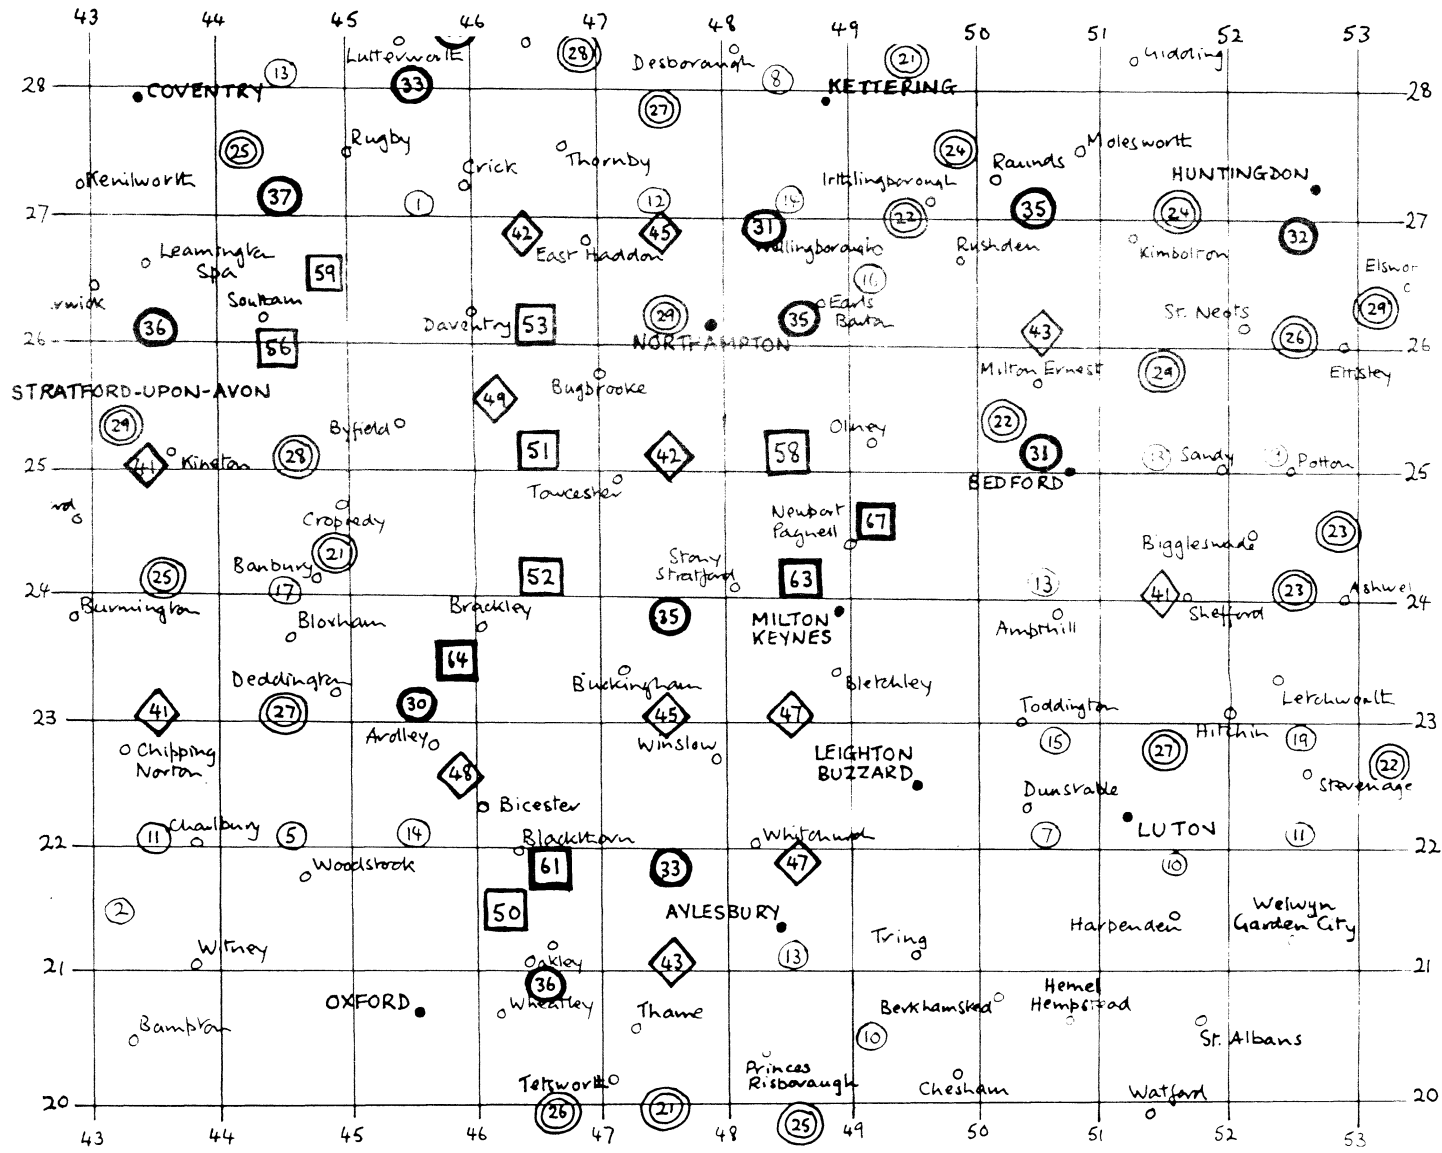 43 44 45 46 47 48 49 50 51 52 53
Lutterworth 28 Desborough 21 Giddling
13 33 8
28 COVENTRY KETTERING 28
27
25 Rugby Thornby 24 Molesworth
Crick Raunds
Kenilworth Irthlingborough HUNTINGDON
37 1 12 14 22 35 24
27 42 45 31 32 27
Leamington East Haddon Wellingborough Rushden Kimbolton
Spa 59 16 Elswor
rwick Southam Earls 29
36 Daventry 53 29 35 Barton 43 St. Neots 26
26 56 NORTHAMPTON 26
Milton Ernest 29 Eltisley
STRATFORD-UPON-AVON 49 Bugbrooke
29 Byfield Olney 22
28 51 42 58 31 13 Sandy Potton
25 41 Kineton BEDFORD 25
Towcester
rd Cropredy Newport 67
Pagnell Biggleswade 23
21 Stony
25 Banbury 52 Stratford 63 13 23 Ashwel
24 17 41 24
Burmington Bloxham Brackley 35 MILTON Shefford
KEYNES Ampthill
64
Deddington Buckingham Bletchley Letchworth
41 27 30 45 47 Toddington
23 Hitchin 23
Chipping Ardley Winslow LEIGHTON 15 27 19
Norton 48 BUZZARD 22
Dunstable Stevenage
Bicester
11 Charlbury 5 14 Blackthorn Whitchurch 7 LUTON 11
22 61 33 47 10 22
Woodstock
2 50 AYLESBURY Welwyn
Harpenden Garden City
Witney Oakley Tring
21 43 13 21
36 Hemel
OXFORD Wheatley Thame Berkhamsted Hempstead
Bampton 10 St. Albans
Princes
Tetsworth Risborough Chesham Watford
20 26 27 25 20
43 44 45 46 47 48 49 50 51 52 53